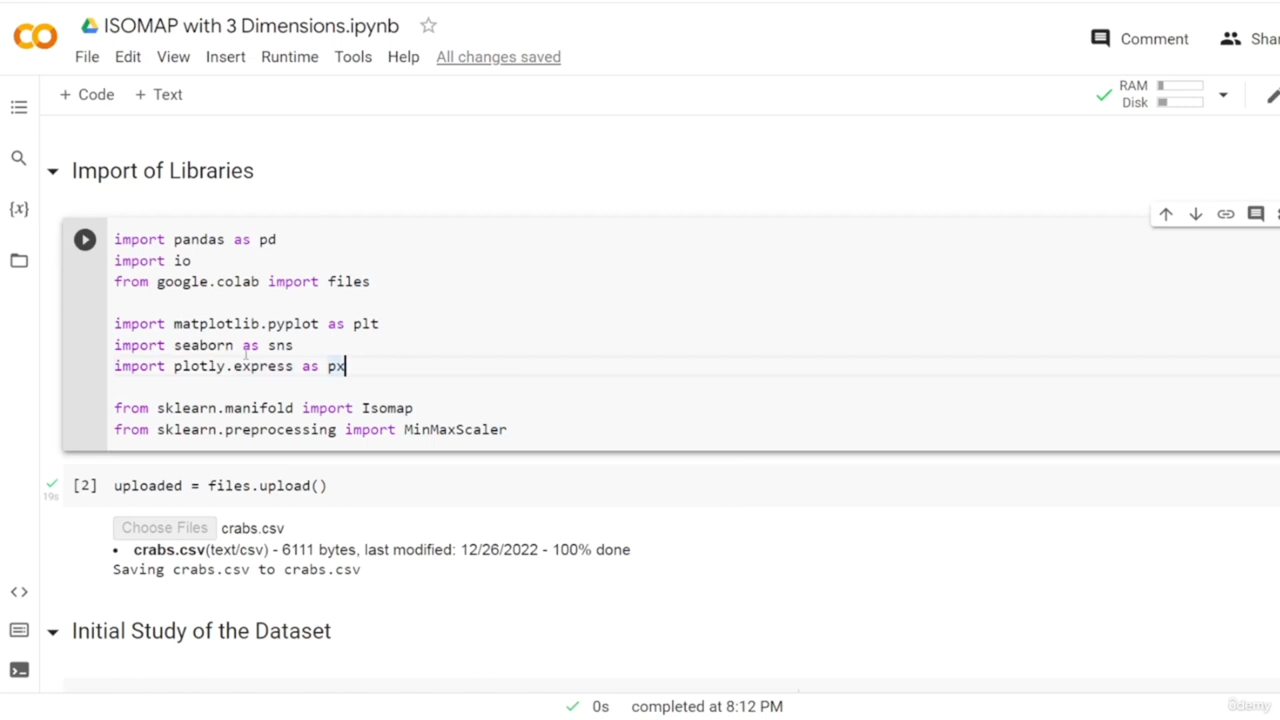 ISOMAP with 3 Dimensions.ipynb
Comment
File Edit View Insert Runtime Tools Help All changes saved
+ Code + Text
RAM
Disk
Import of Libraries
{x}
import pandas as pd
import io
from google.colab import files
import matplotlib.pyplot as plt
import seaborn as sns
import plotly.express as px
from sklearn.manifold import Isomap
from sklearn.preprocessing import MinMaxScaler
19s
[2] uploaded = files.upload()
Choose Files crabs.csv
• crabs.csv(text/csv) - 6111 bytes, last modified: 12/26/2022 - 100% done
Saving crabs.csv to crabs.csv
Initial Study of the Dataset
0s completed at 8:12 PM
ûdemy